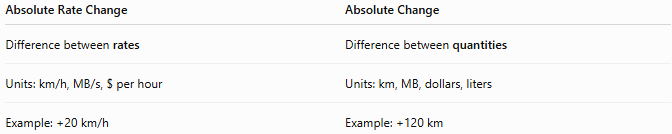 Absolute Rate Change Absolute Change
Difference between rates Difference between quantities
Units: km/h, MB/s, $ per hour Units: km, MB, dollars, liters
Example: +20 km/h Example: +120 km